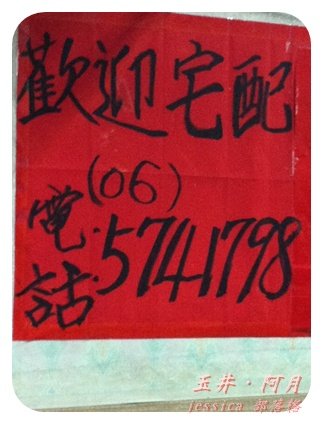 歡迎宅配
(06)
電話:5741798
玉井·阿月
jessica 部落格